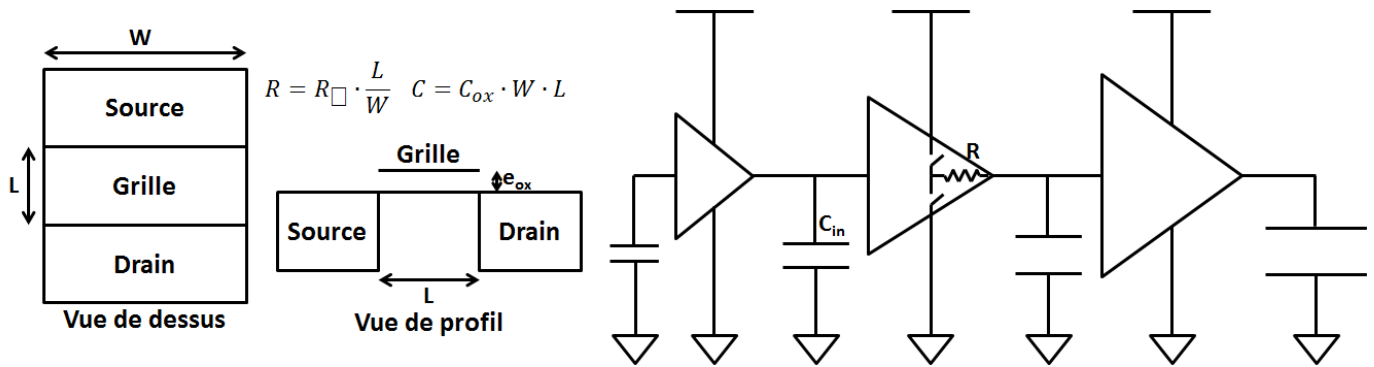 W
Source
L
Grille
Drain
Vue de dessus
R = R□ · L/W   C = Cox · W · L
Grille
eox
Source
Drain
L
Vue de profil
Cin
R